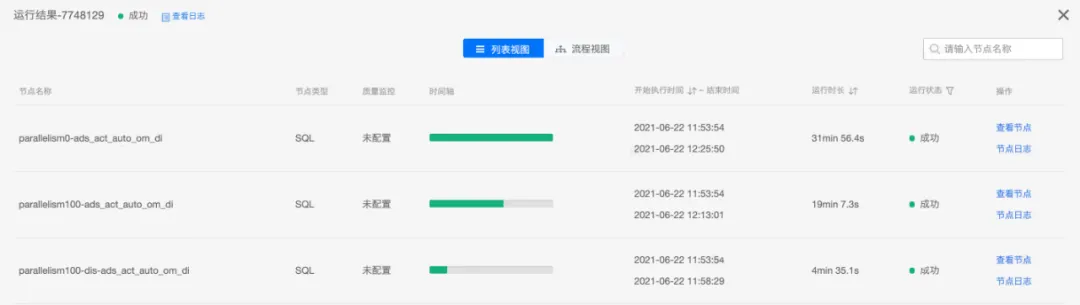 运行结果-7748129 成功 查看日志
列表视图 流程视图 请输入节点名称
节点名称 节点类型 质量监控 时间轴 开始执行时间 ~ 结束时间 运行时长 运行状态 操作
parallelism0-ads_act_auto_om_di SQL 未配置 2021-06-22 11:53:54 31min 56.4s 成功 查看节点
2021-06-22 12:25:50 节点日志
parallelism100-ads_act_auto_om_di SQL 未配置 2021-06-22 11:53:54 19min 7.3s 成功 查看节点
2021-06-22 12:13:01 节点日志
parallelism100-dis-ads_act_auto_om_di SQL 未配置 2021-06-22 11:53:54 4min 35.1s 成功 查看节点
2021-06-22 11:58:29 节点日志